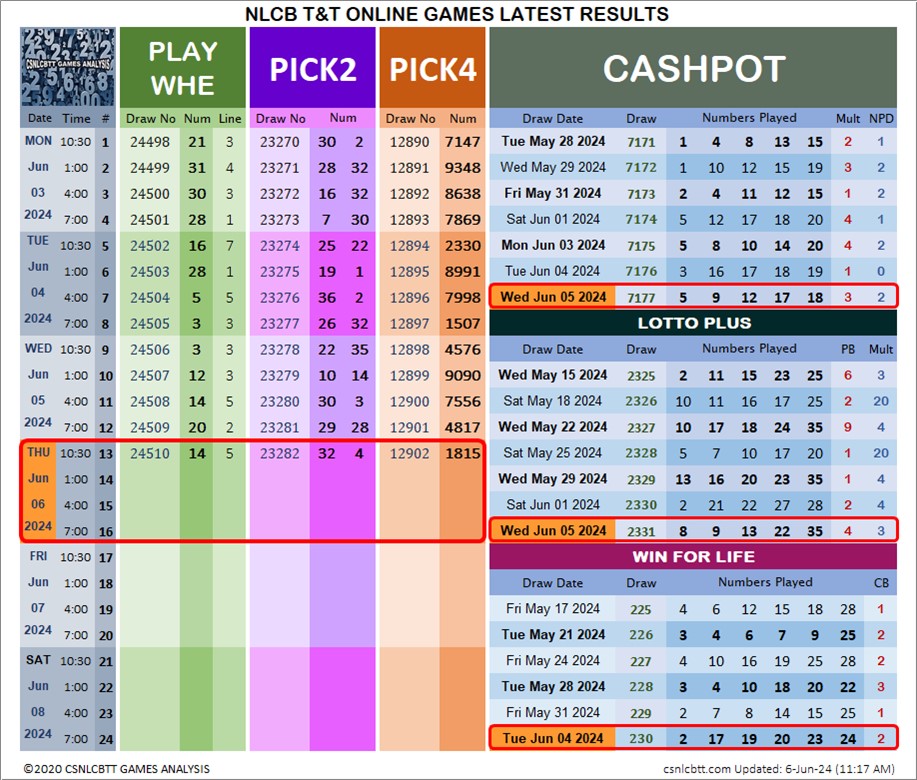 NLCB T&T ONLINE GAMES LATEST RESULTS
CSNLCBTT GAMES ANALYSIS
PLAY WHE
PICK2
PICK4
Date Time # Draw No Num Line Draw No Num Draw No Num
MON 10:30 1 24498 21 3 23270 30 2 12890 7147
Jun 1:00 2 24499 31 4 23271 28 32 12891 9348
03 4:00 3 24500 30 3 23272 16 32 12892 8638
2024 7:00 4 24501 28 1 23273 7 30 12893 7869
TUE 10:30 5 24502 16 7 23274 25 22 12894 2330
Jun 1:00 6 24503 28 1 23275 19 1 12895 8991
04 4:00 7 24504 5 5 23276 36 2 12896 7998
2024 7:00 8 24505 3 3 23277 26 32 12897 1507
WED 10:30 9 24506 3 3 23278 22 35 12898 4576
Jun 1:00 10 24507 12 3 23279 10 14 12899 9090
05 4:00 11 24508 14 5 23280 30 3 12900 7556
2024 7:00 12 24509 20 2 23281 29 28 12901 4817
THU 10:30 13 24510 14 5 23282 32 4 12902 1815
Jun 1:00 14
06 4:00 15
2024 7:00 16
FRI 10:30 17
Jun 1:00 18
07 4:00 19
2024 7:00 20
SAT 10:30 21
Jun 1:00 22
08 4:00 23
2024 7:00 24
CASHPOT
Draw Date Draw Numbers Played Mult NPD
Tue May 28 2024 7171 1 4 8 13 15 2 1
Wed May 29 2024 7172 1 10 12 15 19 3 2
Fri May 31 2024 7173 2 4 11 12 15 1 2
Sat Jun 01 2024 7174 5 12 17 18 20 4 1
Mon Jun 03 2024 7175 5 8 10 14 20 4 2
Tue Jun 04 2024 7176 3 16 17 18 19 1 0
Wed Jun 05 2024 7177 5 9 12 17 18 3 2
LOTTO PLUS
Draw Date Draw Numbers Played PB Mult
Wed May 15 2024 2325 2 11 15 23 25 6 3
Sat May 18 2024 2326 10 11 16 17 25 2 20
Wed May 22 2024 2327 10 17 18 24 35 9 4
Sat May 25 2024 2328 5 7 10 17 20 1 20
Wed May 29 2024 2329 13 16 20 23 35 1 4
Sat Jun 01 2024 2330 2 21 22 27 28 2 4
Wed Jun 05 2024 2331 8 9 13 22 35 4 3
WIN FOR LIFE
Draw Date Draw Numbers Played CB
Fri May 17 2024 225 4 6 12 15 18 28 1
Tue May 21 2024 226 3 4 6 7 9 25 2
Fri May 24 2024 227 4 10 16 19 25 28 2
Tue May 28 2024 228 3 4 10 18 20 22 3
Fri May 31 2024 229 2 7 8 14 15 25 1
Tue Jun 04 2024 230 2 17 19 20 23 24 2
©2020 CSNLCBTT GAMES ANALYSIS
csnlcbtt.com Updated: 6-Jun-24 (11:17 AM)